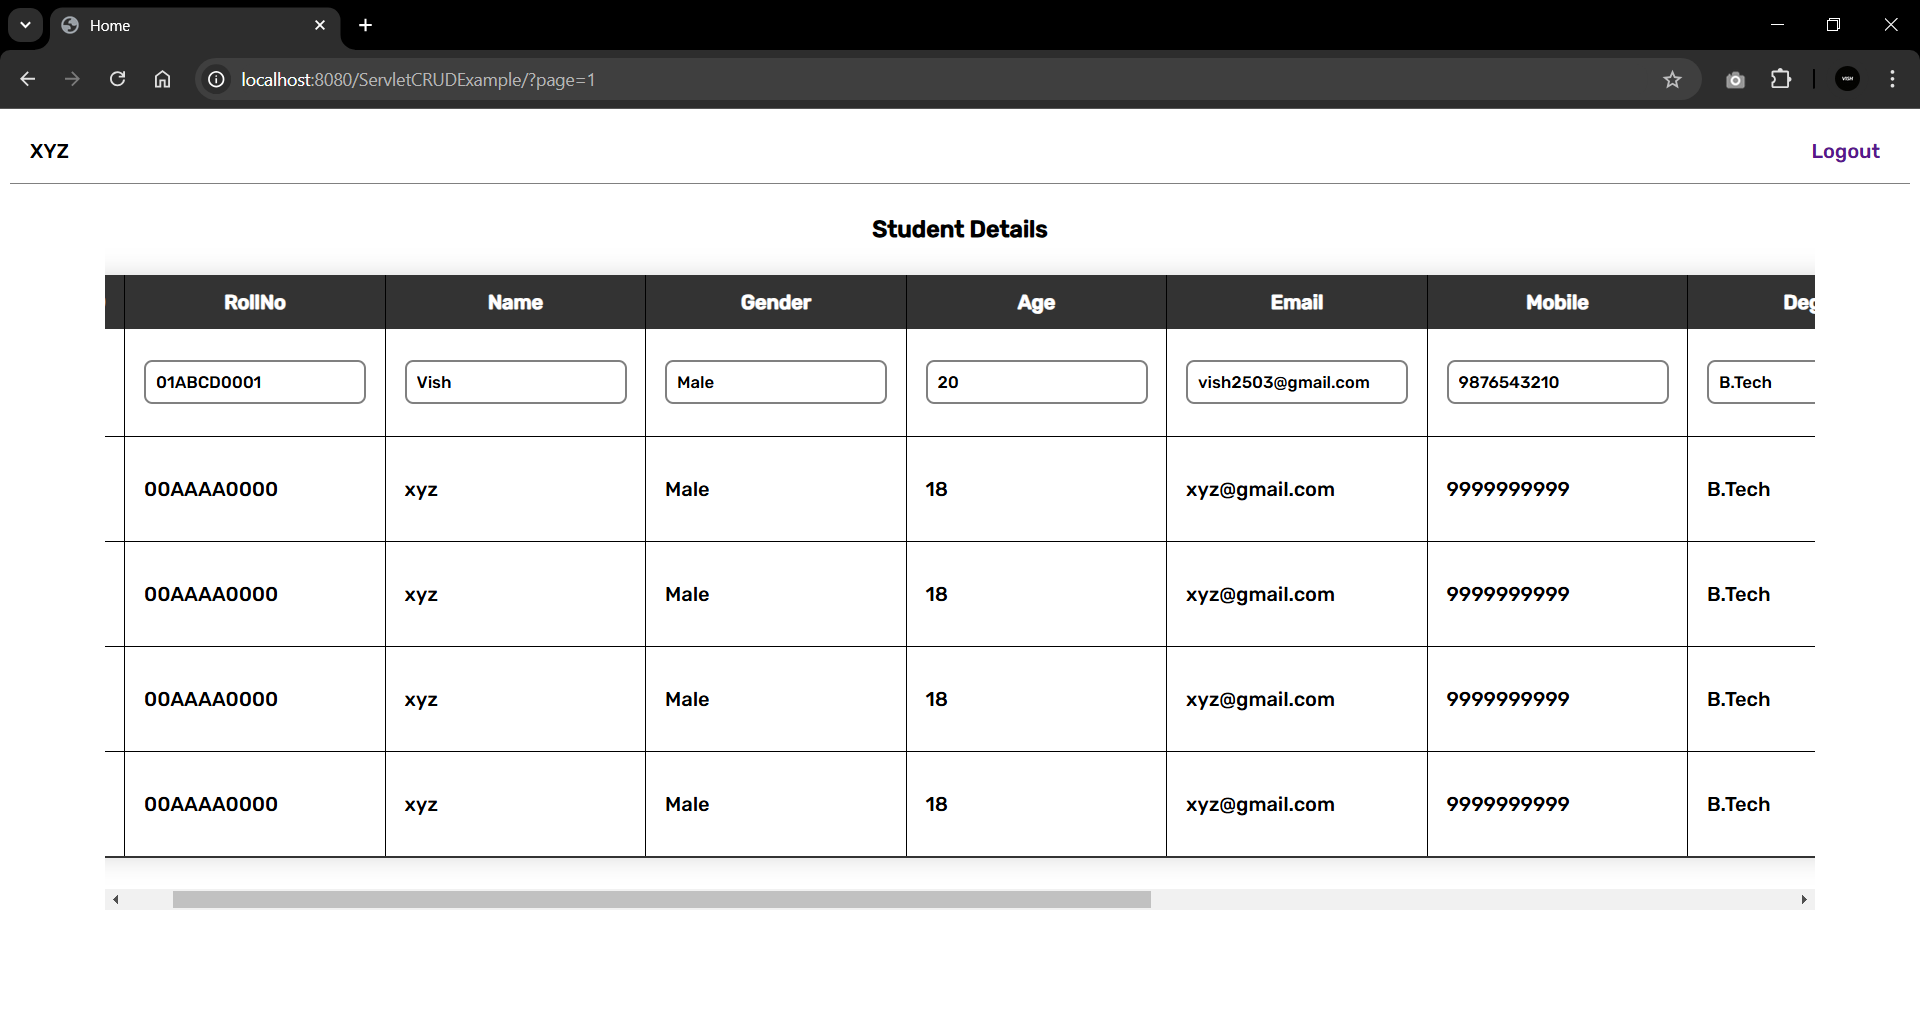 Home
localhost:8080/ServletCRUDExample/?page=1
XYZ Logout
Student Details
RollNo Name Gender Age Email Mobile Deg
01ABCD0001 Vish Male 20 vish2503@gmail.com 9876543210 B.Tech
00AAAA0000 xyz Male 18 xyz@gmail.com 9999999999 B.Tech
00AAAA0000 xyz Male 18 xyz@gmail.com 9999999999 B.Tech
00AAAA0000 xyz Male 18 xyz@gmail.com 9999999999 B.Tech
00AAAA0000 xyz Male 18 xyz@gmail.com 9999999999 B.Tech